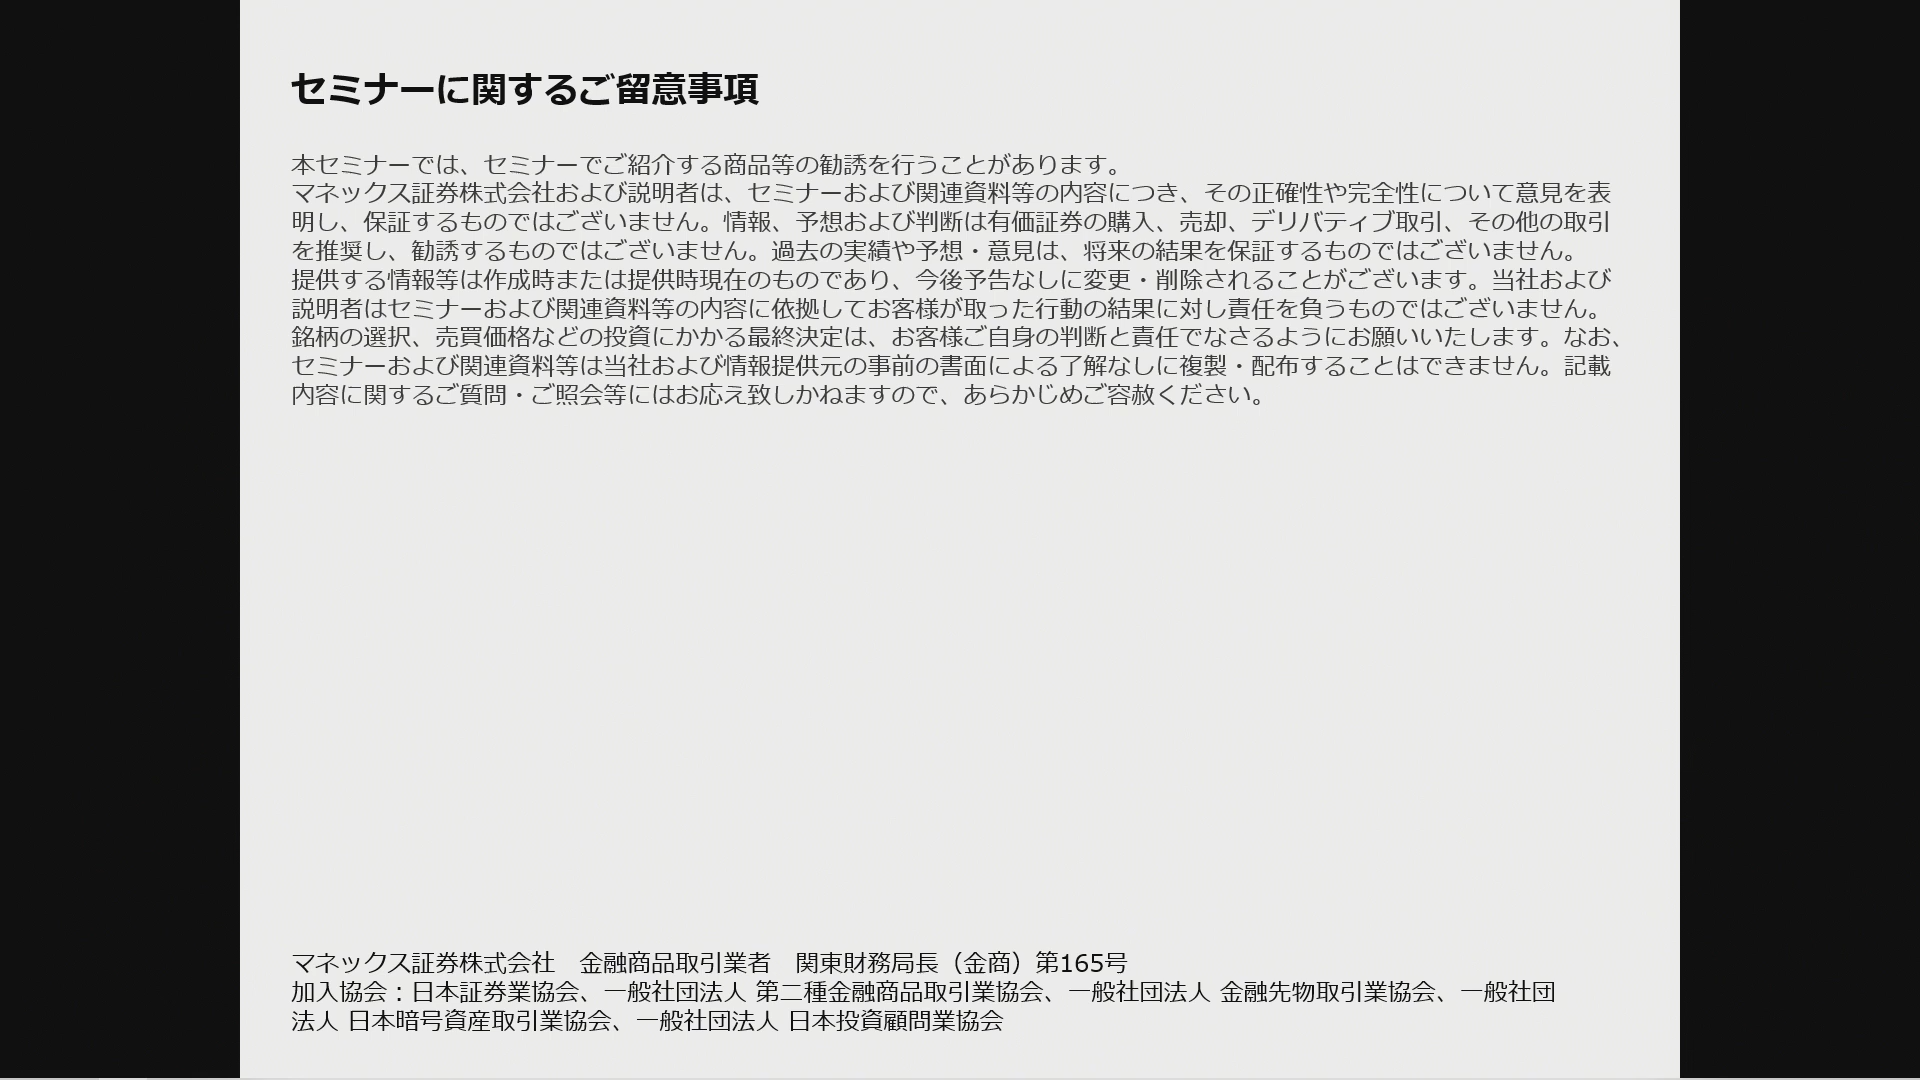 セミナーに関するご留意事項
本セミナーでは、セミナーでご紹介する商品等の勧誘を行うことがあります。
マネックス証券株式会社および説明者は、セミナーおよび関連資料等の内容につき、その正確性や完全性について意見を表
明し、保証するものではございません。情報、予想および判断は有価証券の購入、売却、デリバティブ取引、その他の取引
を推奨し、勧誘するものではございません。過去の実績や予想・意見は、将来の結果を保証するものではございません。
提供する情報等は作成時または提供時現在のものであり、今後予告なしに変更・削除されることがございます。当社および
説明者はセミナーおよび関連資料等の内容に依拠してお客様が取った行動の結果に対し責任を負うものではございません。
銘柄の選択、売買価格などの投資にかかる最終決定は、お客様ご自身の判断と責任でなさるようにお願いいたします。なお、
セミナーおよび関連資料等は当社および情報提供元の事前の書面による了解なしに複製・配布することはできません。記載
内容に関するご質問・ご照会等にはお応え致しかねますので、あらかじめご容赦ください。
マネックス証券株式会社　金融商品取引業者　関東財務局長（金商）第165号
加入協会：日本証券業協会、一般社団法人 第二種金融商品取引業協会、一般社団法人 金融先物取引業協会、一般社団
法人 日本暗号資産取引業協会、一般社団法人 日本投資顧問業協会